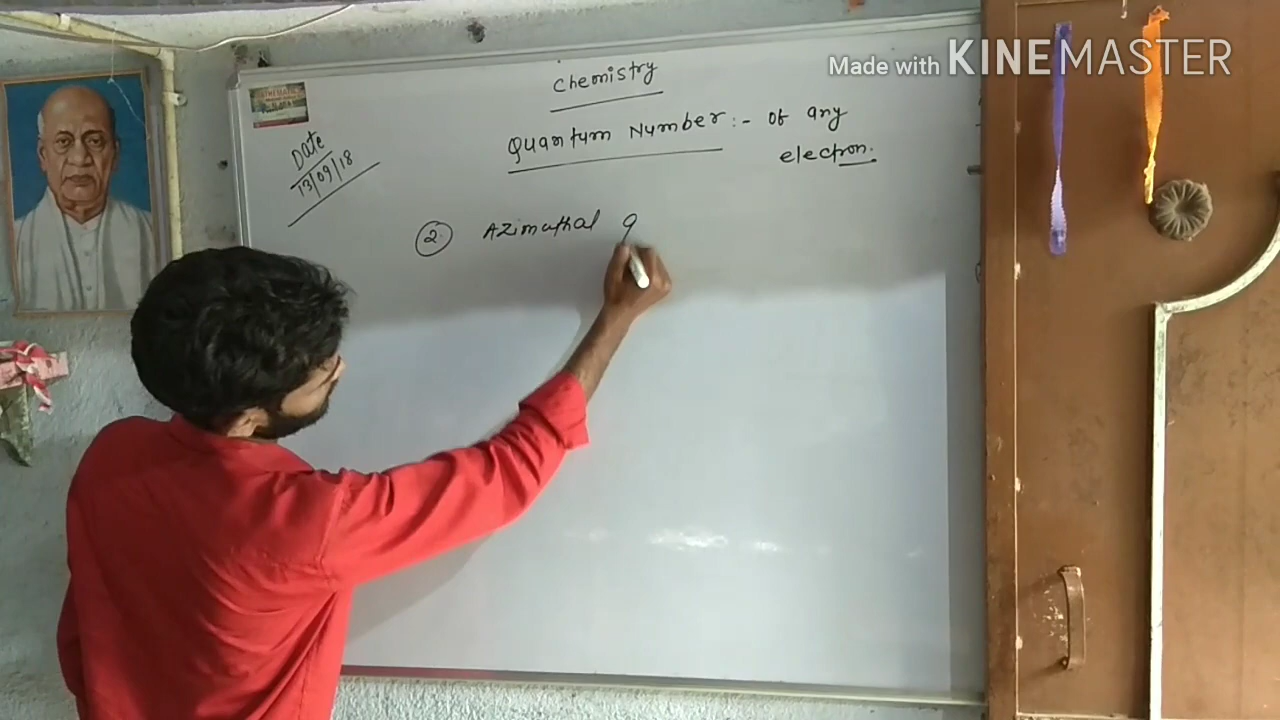 Made with KINEMASTER
Chemistry
Date
13/09/18
Quantum Number:- of any
electron.
2. Azimuthal q